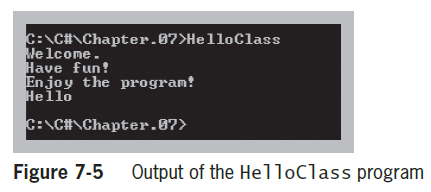 C:\C#\Chapter.07>HelloClass
Welcome.
Have fun!
Enjoy the program!
Hello
C:\C#\Chapter.07>
Figure 7-5 Output of the HelloClass program